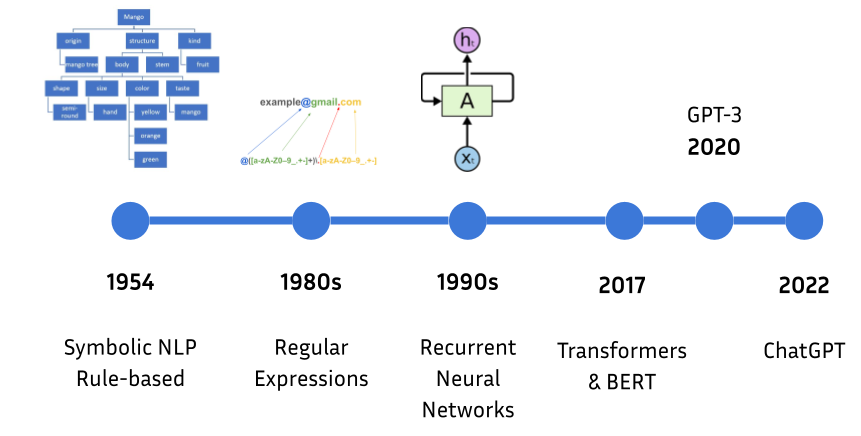 Mango
origin
structure
kind
mango tree
body
stem
fruit
shape
size
color
taste
semi-
round
hand
yellow
mango
orange
green
example@gmail.com
@([a-zA-Z0--9_.+-]+)\.[a-zA-Z0--9_.+-]
hₜ
A
xₜ
GPT-3
2020
1954
1980s
1990s
2017
2022
Symbolic NLP
Rule-based
Regular
Expressions
Recurrent
Neural
Networks
Transformers
& BERT
ChatGPT